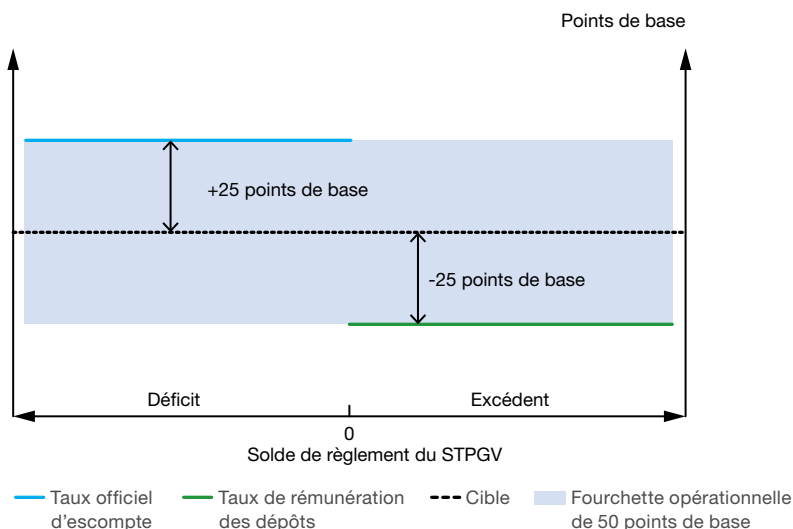 Points de base
+25 points de base
-25 points de base
Déficit
Excédent
0
Solde de règlement du STPGV
Taux officiel
d'escompte
Taux de rémunération
des dépôts
Cible
Fourchette opérationnelle
de 50 points de base